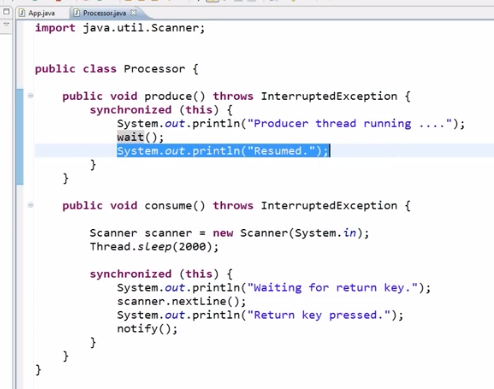 App.java Processor.java
import java.util.Scanner;
public class Processor {
public void produce() throws InterruptedException {
synchronized (this) {
System.out.println("Producer thread running ....");
wait();
System.out.println("Resumed.");
}
}
public void consume() throws InterruptedException {
Scanner scanner = new Scanner(System.in);
Thread.sleep(2000);
synchronized (this) {
System.out.println("Waiting for return key.");
scanner.nextLine();
System.out.println("Return key pressed.");
notify();
}
}
}